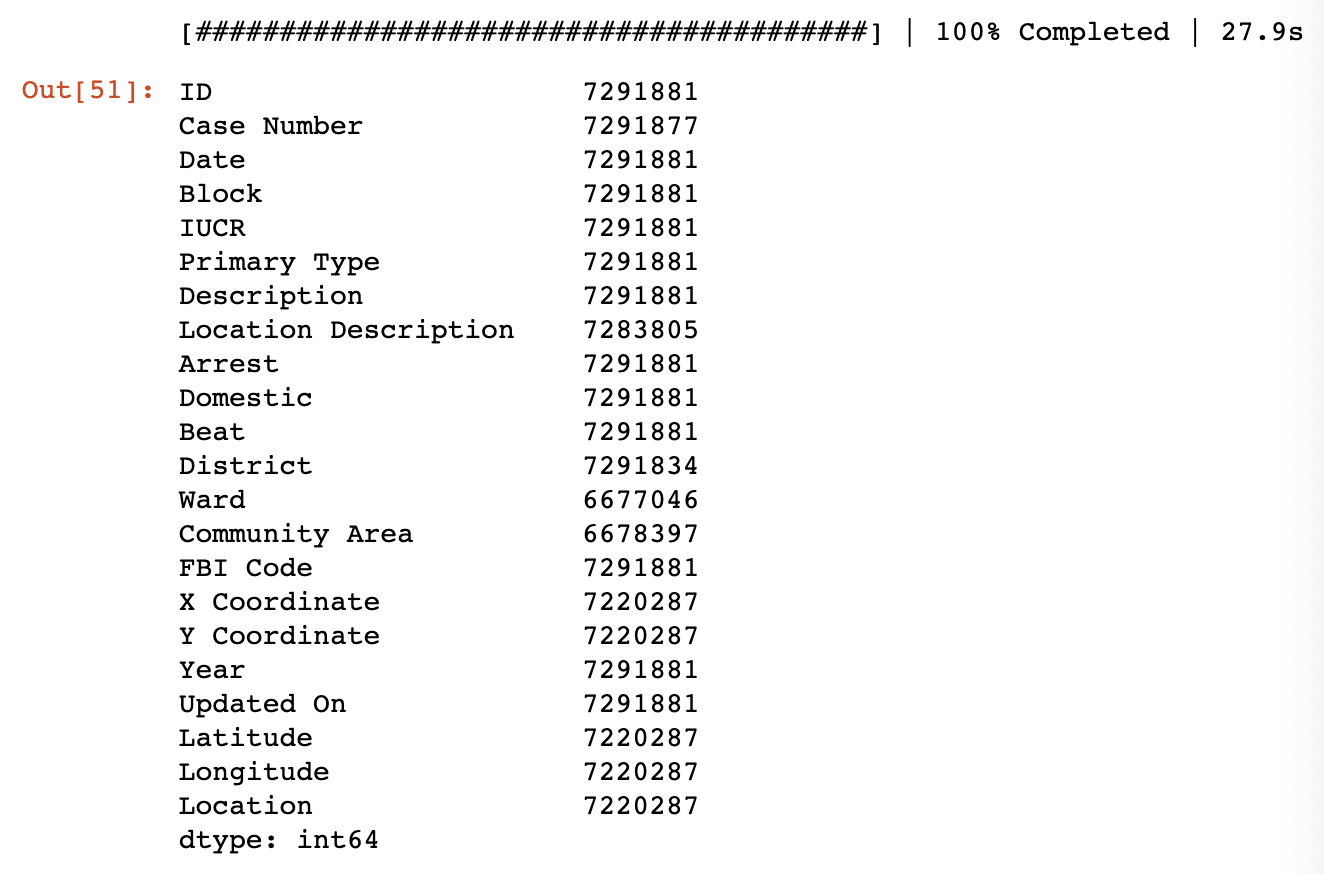 [########################################] | 100% Completed | 27.9s
Out[51]: ID 7291881
Case Number 7291877
Date 7291881
Block 7291881
IUCR 7291881
Primary Type 7291881
Description 7291881
Location Description 7283805
Arrest 7291881
Domestic 7291881
Beat 7291881
District 7291834
Ward 6677046
Community Area 6678397
FBI Code 7291881
X Coordinate 7220287
Y Coordinate 7220287
Year 7291881
Updated On 7291881
Latitude 7220287
Longitude 7220287
Location 7220287
dtype: int64